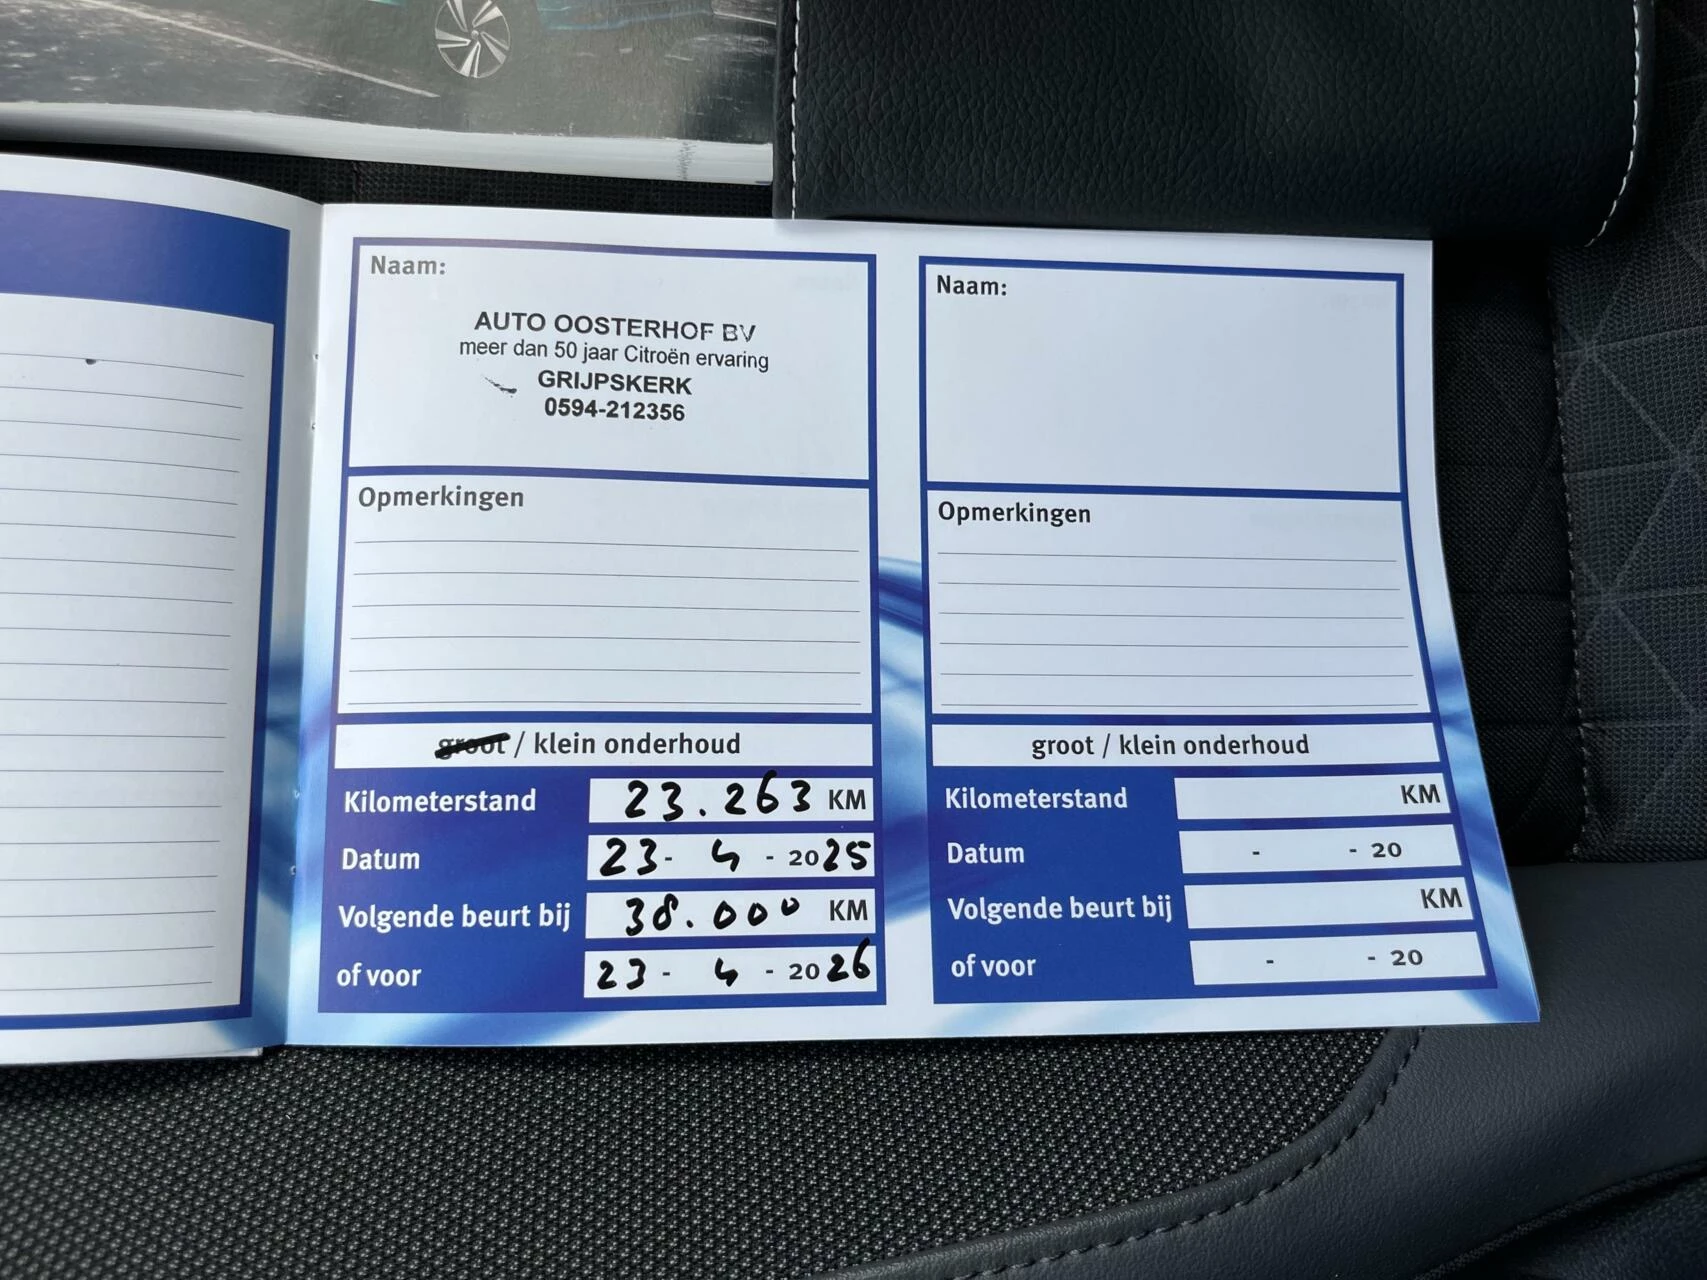 Naam:
AUTO OOSTERHOF BV
meer dan 50 jaar Citroën ervaring
GRIJPSKERK
0594-212356
Opmerkingen
groot / klein onderhoud
Kilometerstand 23.263 KM
Datum 23 - 4 - 2025
Volgende beurt bij 38.000 KM
of voor 23 - 4 - 2026
Naam:
Opmerkingen
groot / klein onderhoud
Kilometerstand KM
Datum - - 20
Volgende beurt bij KM
of voor - - 20